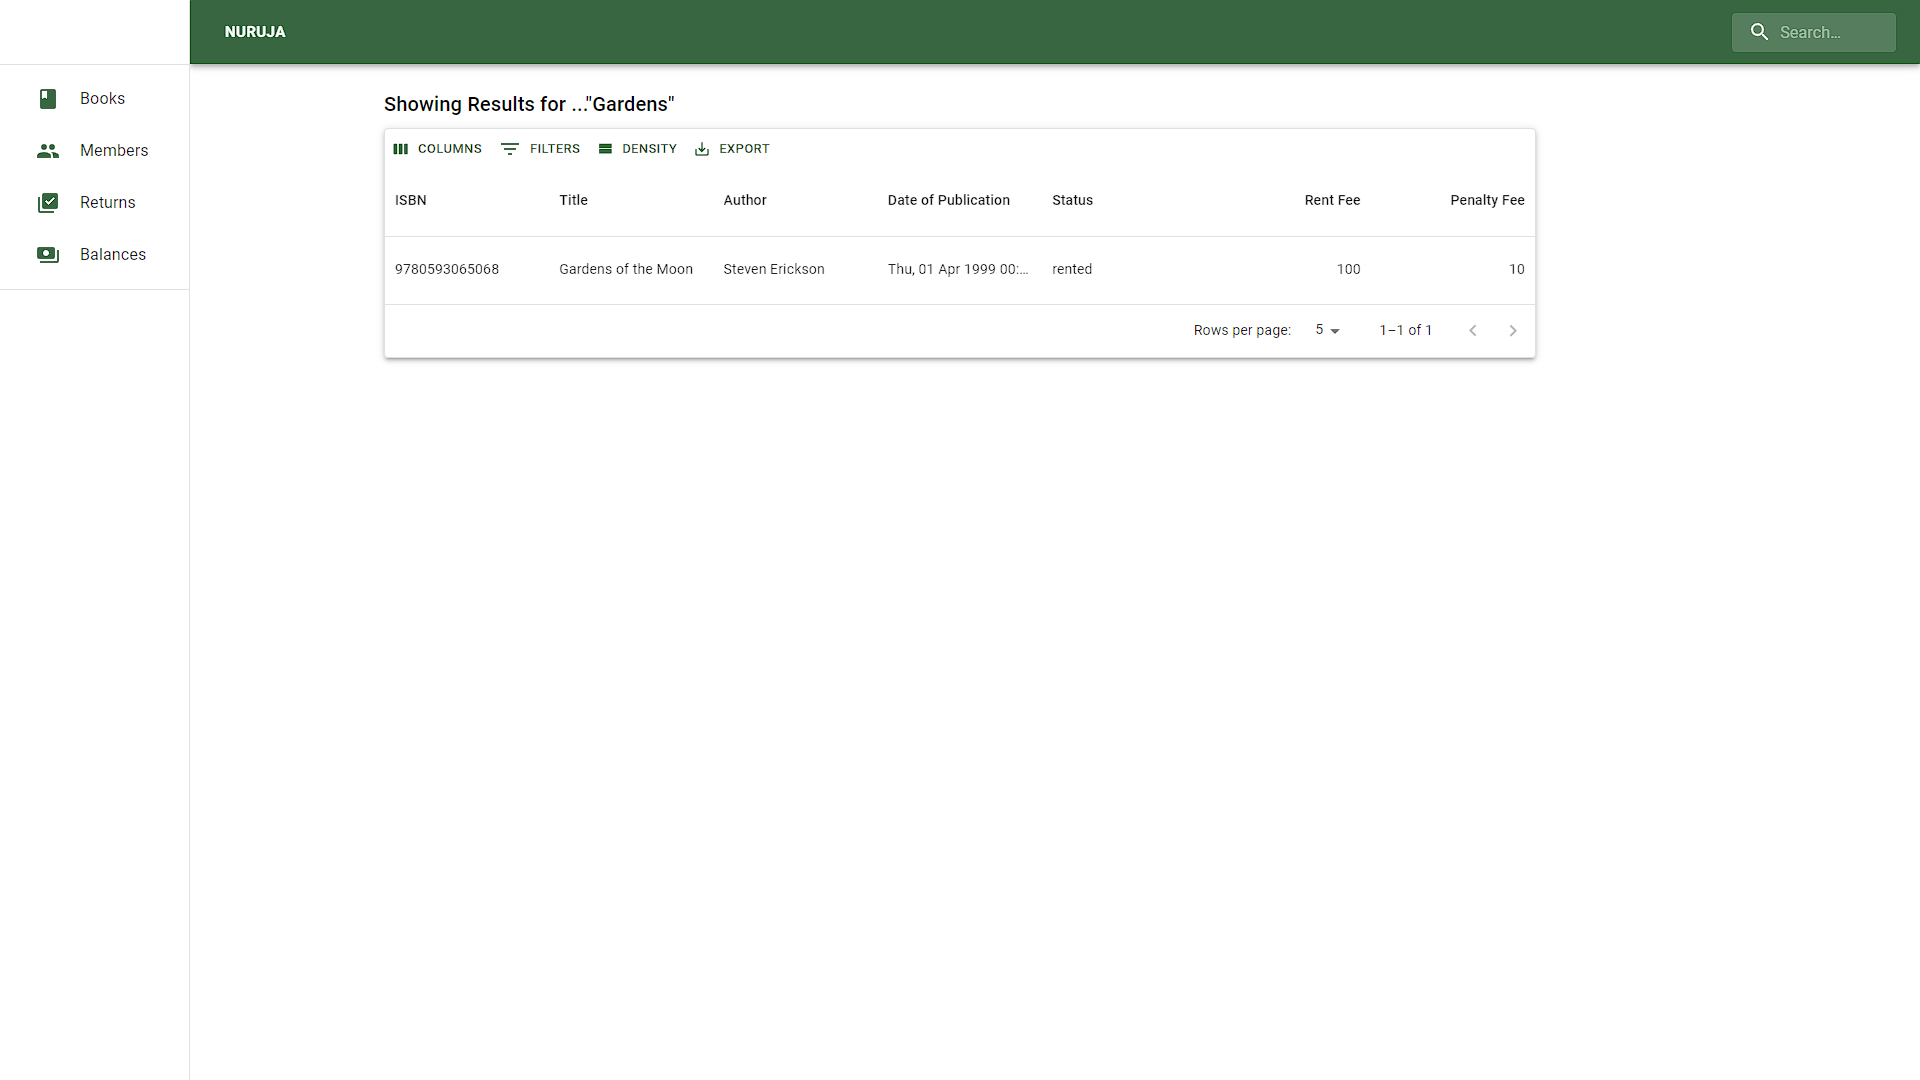 NURUJA
Search…
Books
Members
Returns
Balances
Showing Results for ..."Gardens"
COLUMNS FILTERS DENSITY EXPORT
ISBN Title Author Date of Publication Status Rent Fee Penalty Fee
9780593065068 Gardens of the Moon Steven Erickson Thu, 01 Apr 1999 00:... rented 100 10
Rows per page: 5 1–1 of 1